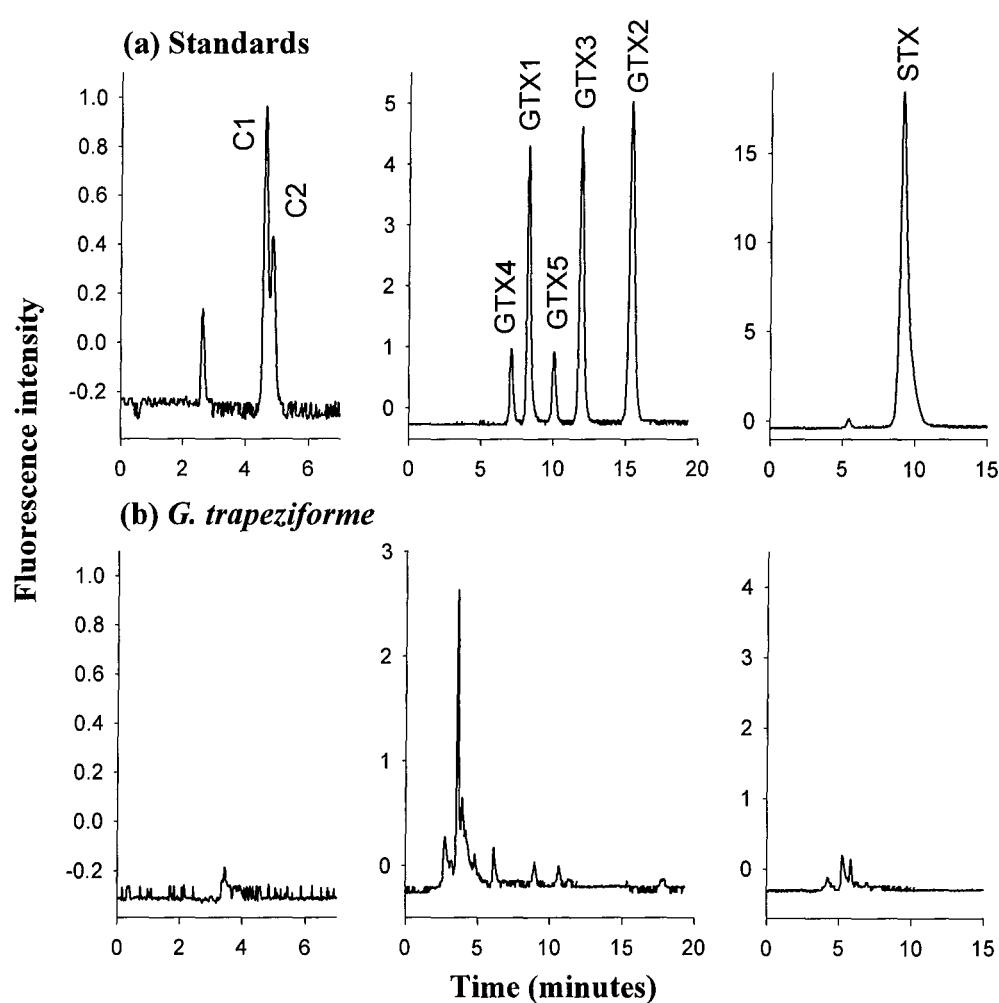 (a) Standards
C1
C2
GTX4
GTX1
GTX5
GTX3
GTX2
STX
1.0
0.8
0.6
0.4
0.2
0.0
-0.2
0 2 4 6
5
4
3
2
1
0
0 5 10 15 20
15
10
5
0
0 5 10 15
Fluorescence intensity
(b) G. trapeziforme
1.0
0.8
0.6
0.4
0.2
0.0
-0.2
0 2 4 6
3
2
1
0
0 5 10 15 20
4
3
2
1
0
0 5 10 15
Time (minutes)